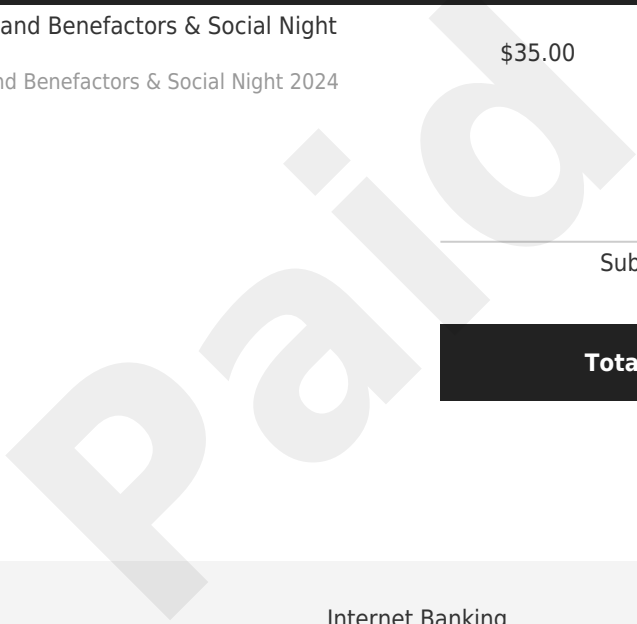 and Benefactors & Social Night
$35.00
nd Benefactors & Social Night 2024
Sub
Tota
Internet Banking
Paid